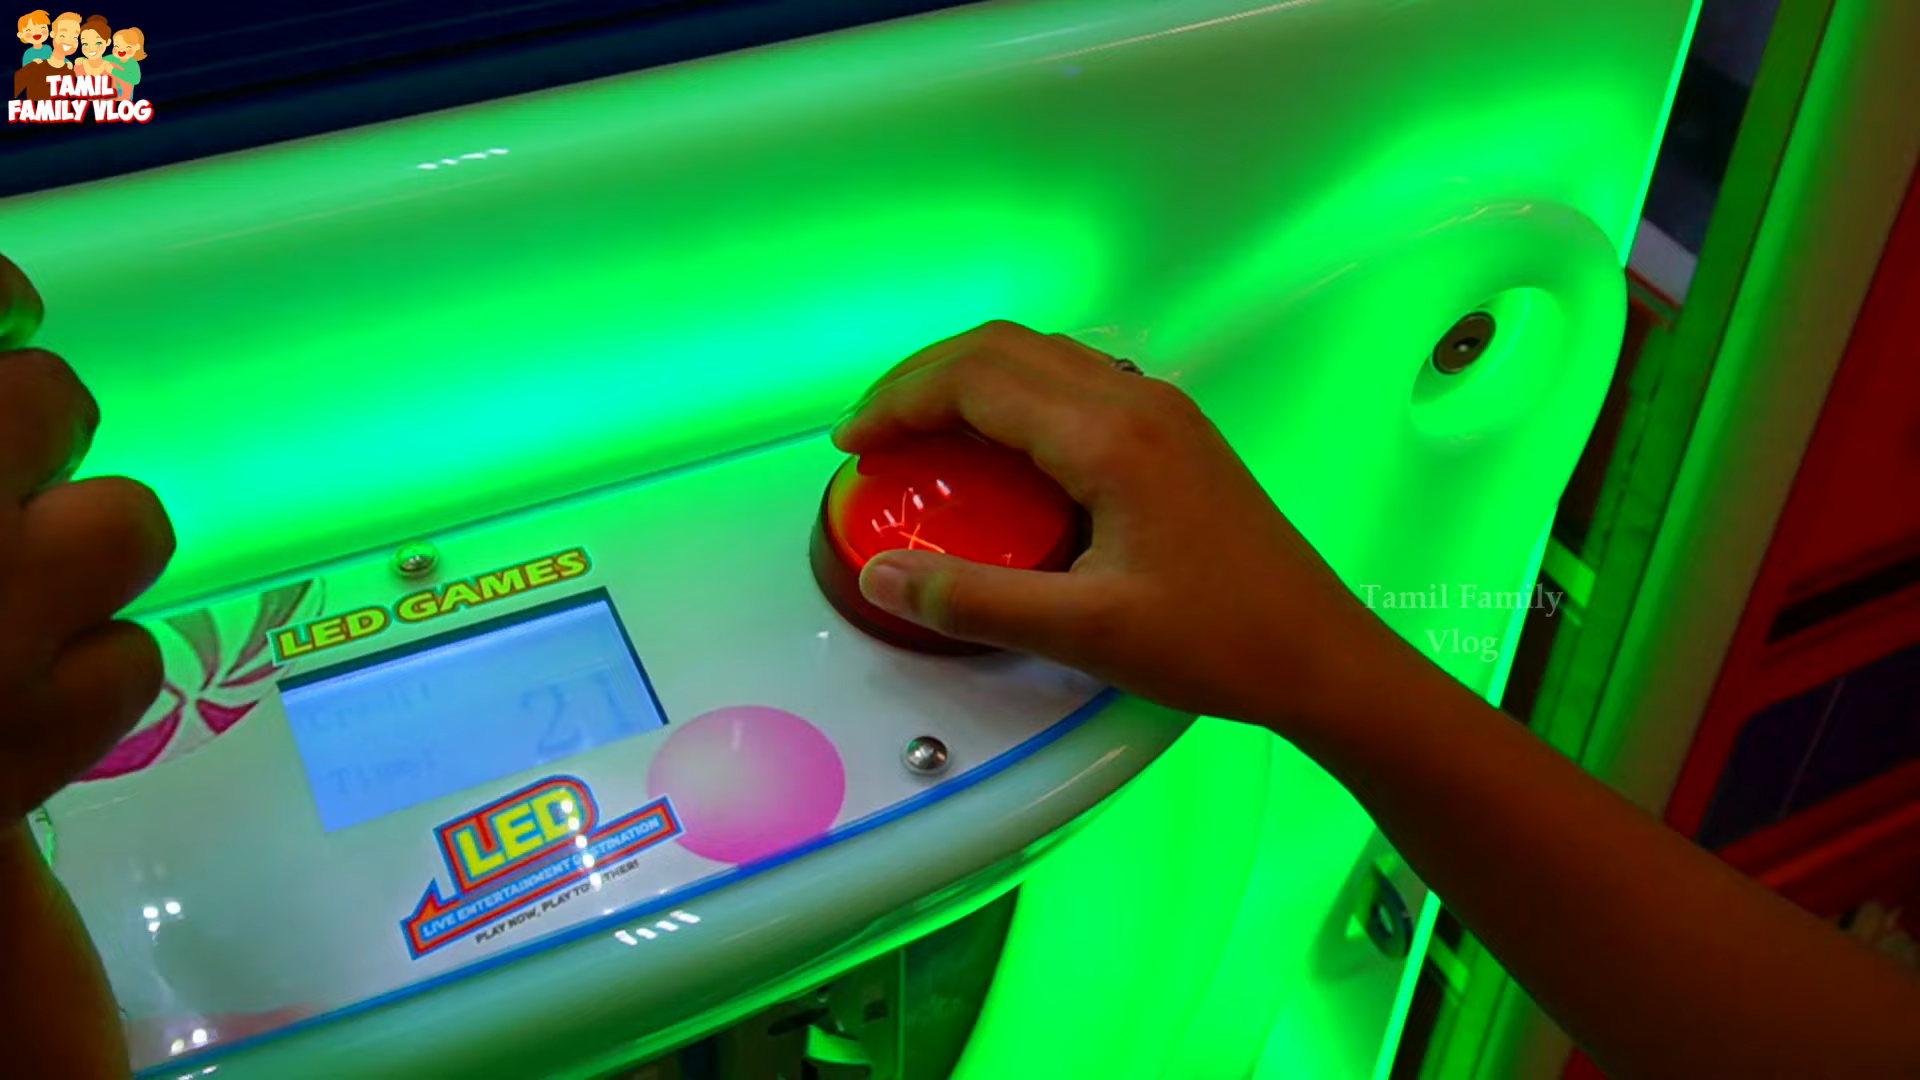 TAMIL
FAMILY VLOG
LED GAMES
21
LED
LIVE ENTERTAINMENT DESTINATION
PLAY NOW, PLAY TOGETHER!
Tamil Family
Vlog